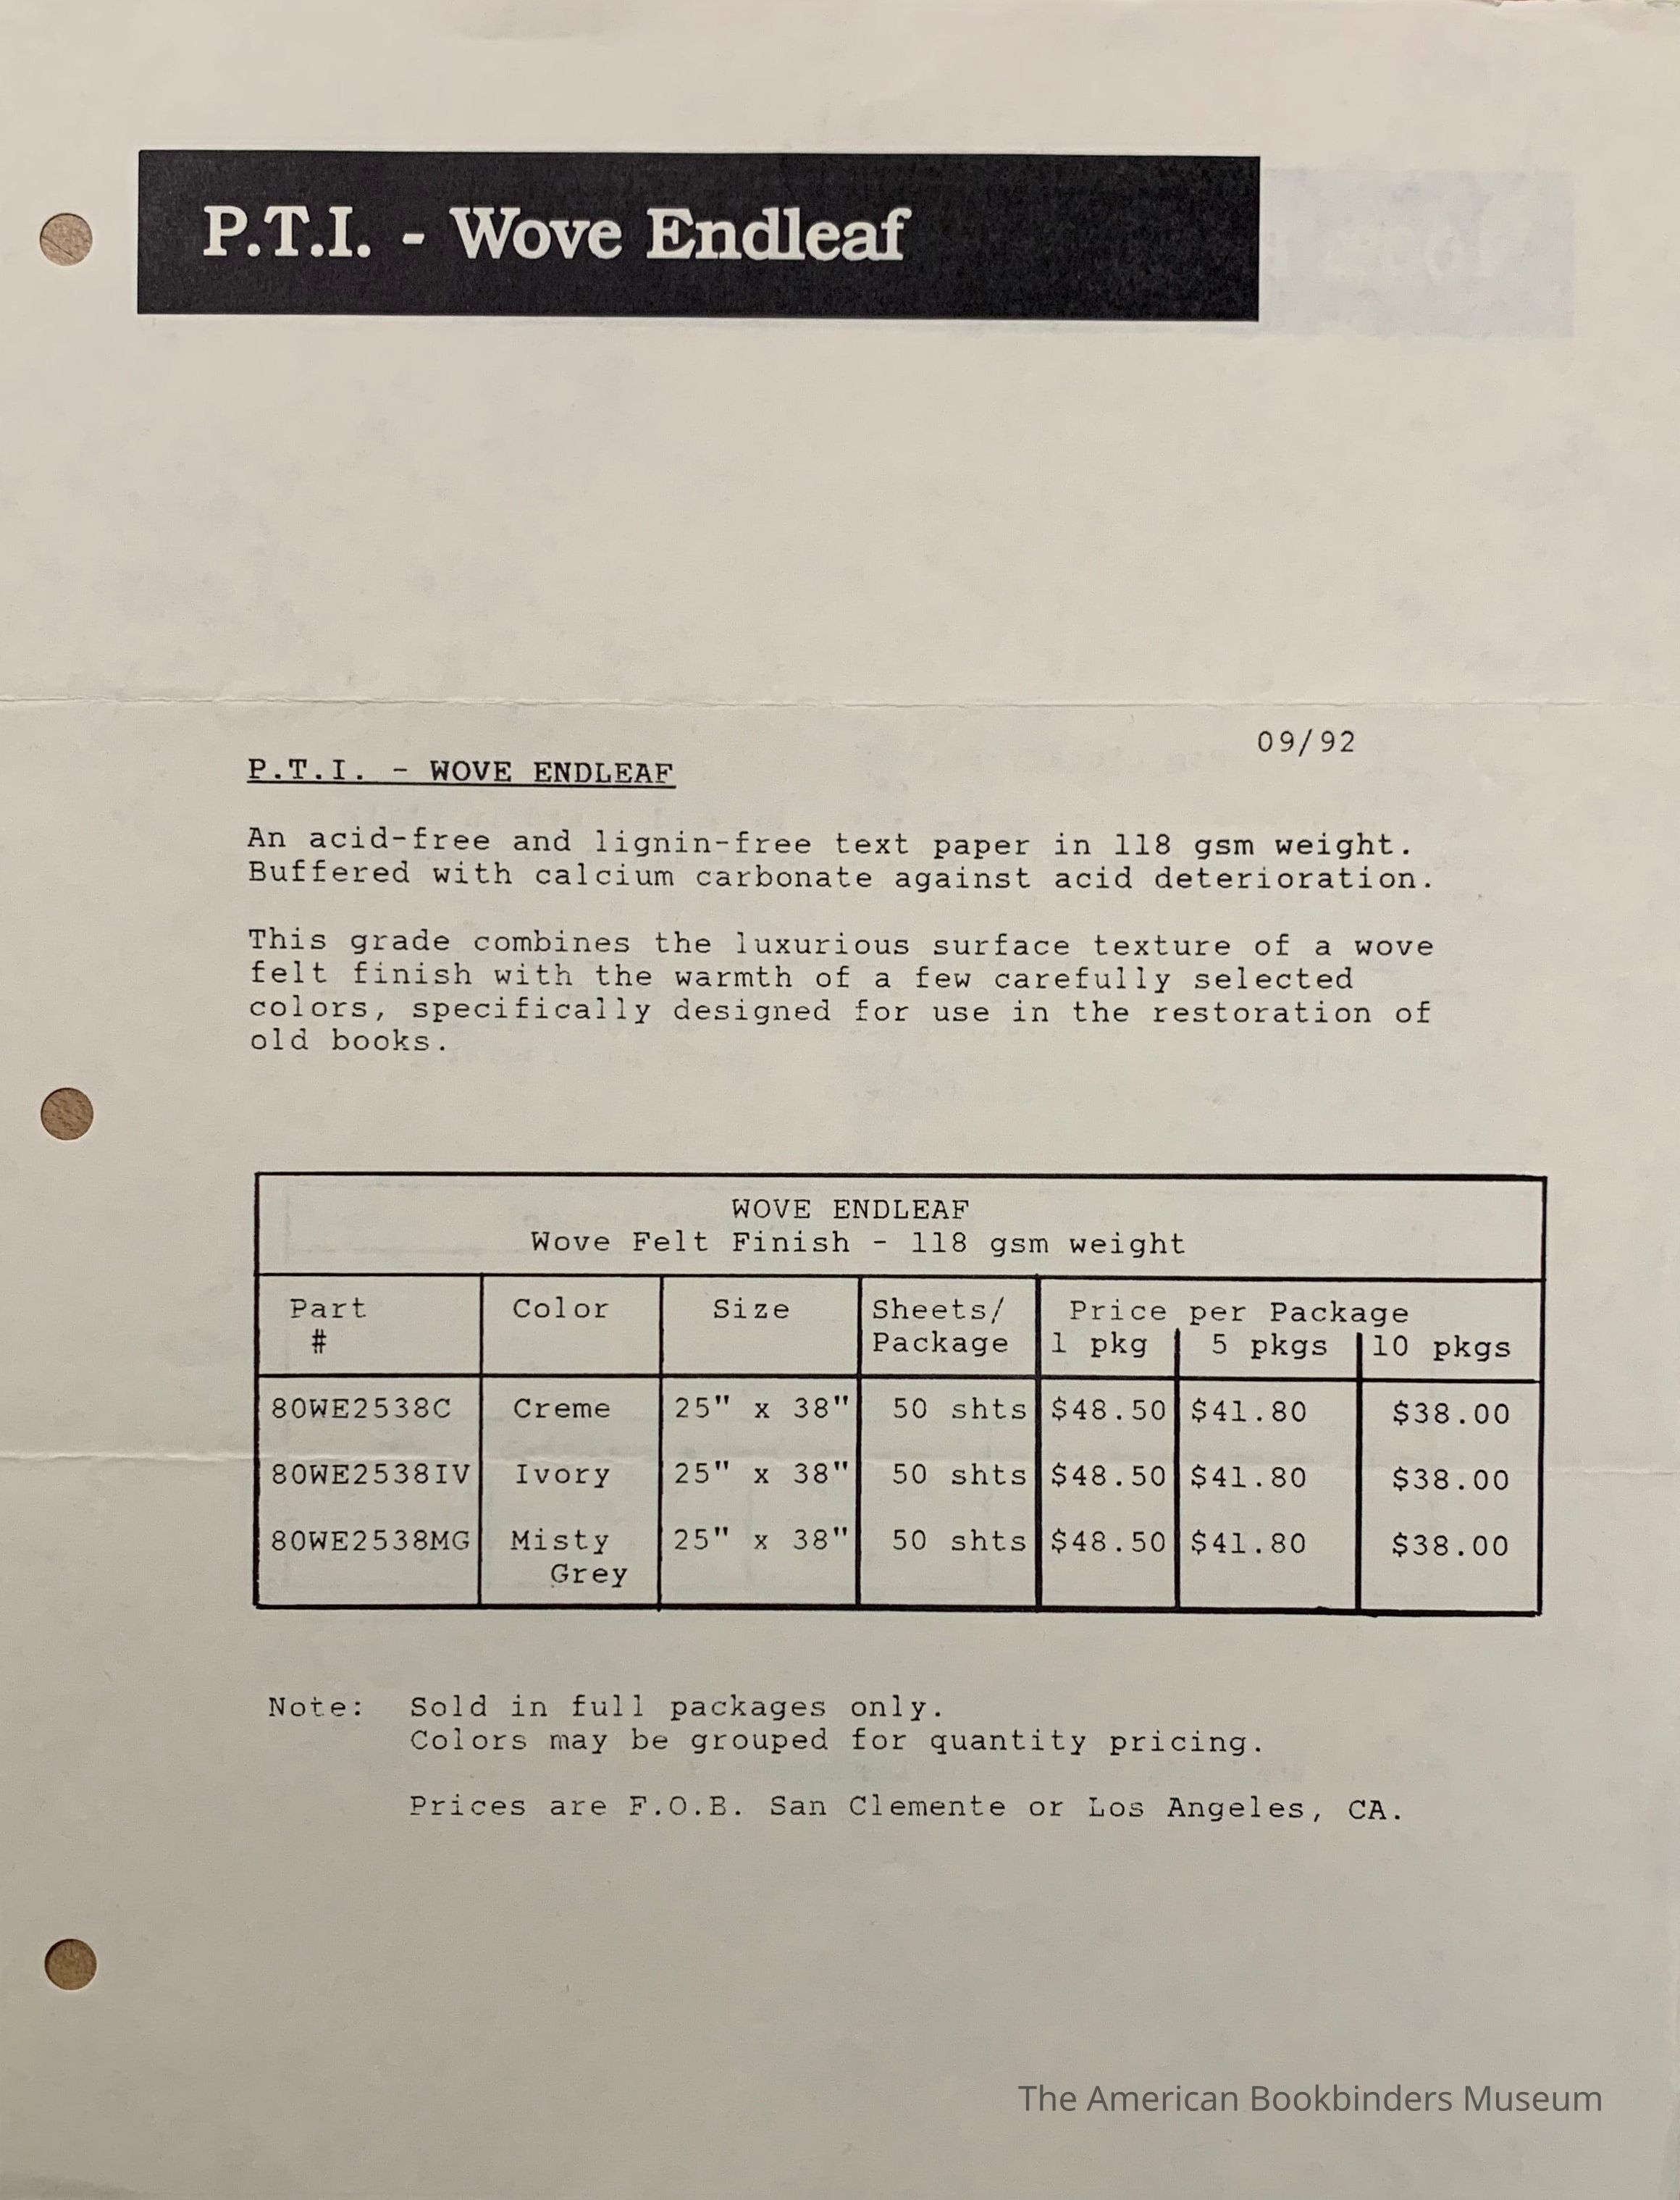 P.T.I. - Wove Endleaf
09/92
P.T.I. - WOVE ENDLEAF
An acid-free and lignin-free text paper in 118 gsm weight.
Buffered with calcium carbonate against acid deterioration.
This grade combines the luxurious surface texture of a wove
felt finish with the warmth of a few carefully selected
colors, specifically designed for use in the restoration of
old books.
WOVE ENDLEAF
Wove Felt Finish - 118 gsm weight
Part Color Size Sheets/ Price per Package
# Package 1 pkg 5 pkgs 10 pkgs
80WE2538C Creme 25" x 38" 50 shts $48.50 $41.80 $38.00
80WE2538IV Ivory 25" x 38" 50 shts $48.50 $41.80 $38.00
80WE2538MG Misty 25" x 38" 50 shts $48.50 $41.80 $38.00
Grey
Note: Sold in full packages only.
Colors may be grouped for quantity pricing.
Prices are F.O.B. San Clemente or Los Angeles, CA.
The American Bookbinders Museum